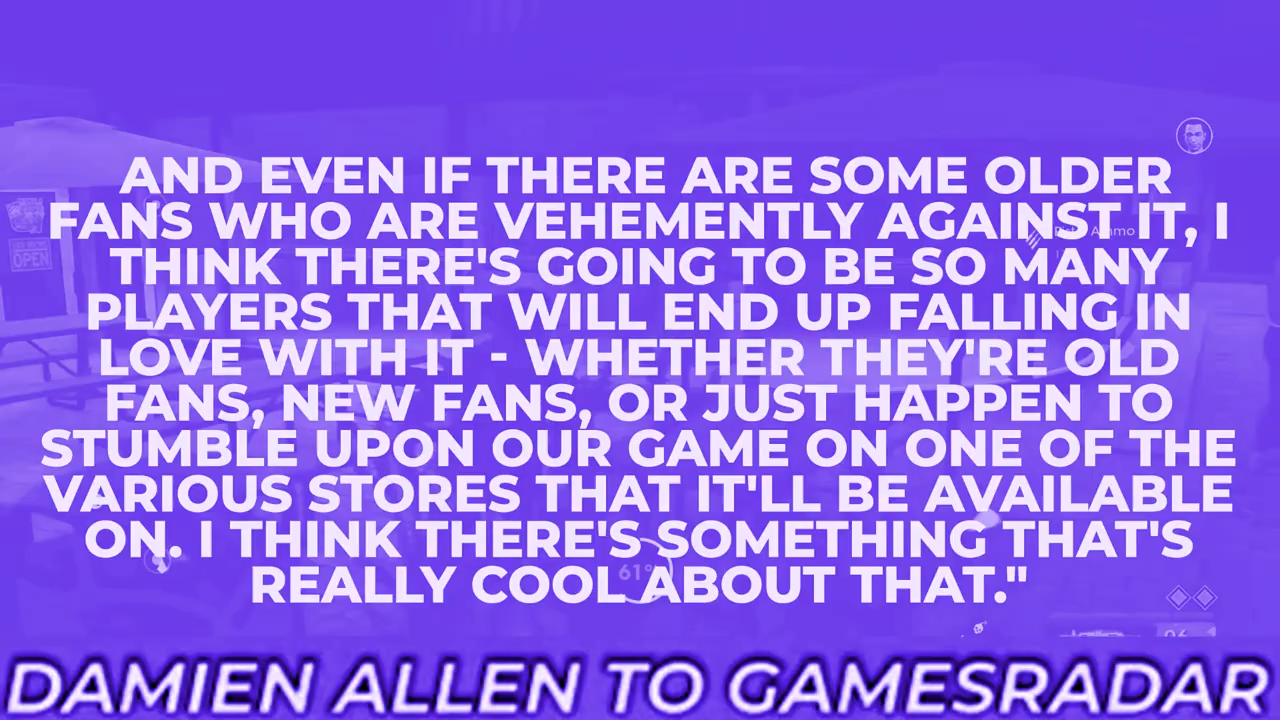 AND EVEN IF THERE ARE SOME OLDER
FANS WHO ARE VEHEMENTLY AGAINST IT, I
THINK THERE'S GOING TO BE SO MANY
PLAYERS THAT WILL END UP FALLING IN
LOVE WITH IT - WHETHER THEY'RE OLD
FANS, NEW FANS, OR JUST HAPPEN TO
STUMBLE UPON OUR GAME ON ONE OF THE
VARIOUS STORES THAT IT'LL BE AVAILABLE
ON. I THINK THERE'S SOMETHING THAT'S
REALLY COOL ABOUT THAT."
DAMIEN ALLEN TO GAMESRADAR
OPEN
Ammo
61°